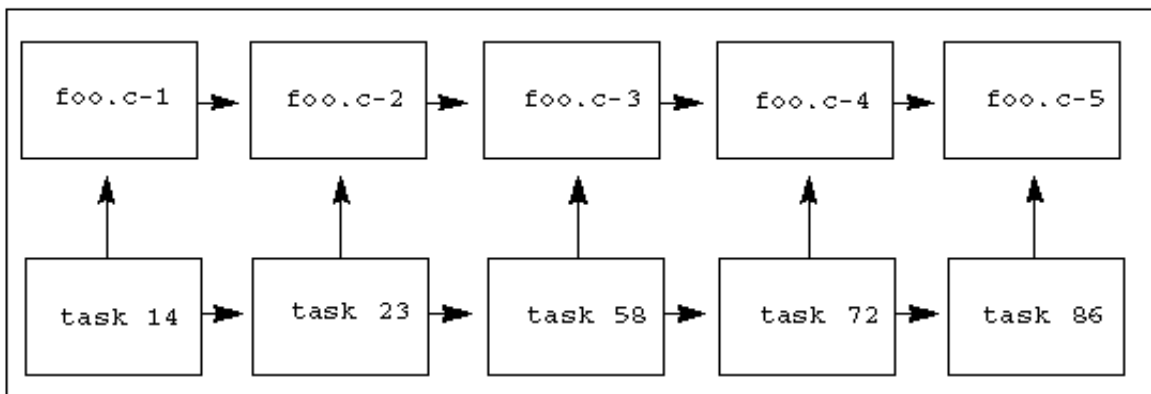 foo.c-1
foo.c-2
foo.c-3
foo.c-4
foo.c-5
task 14
task 23
task 58
task 72
task 86